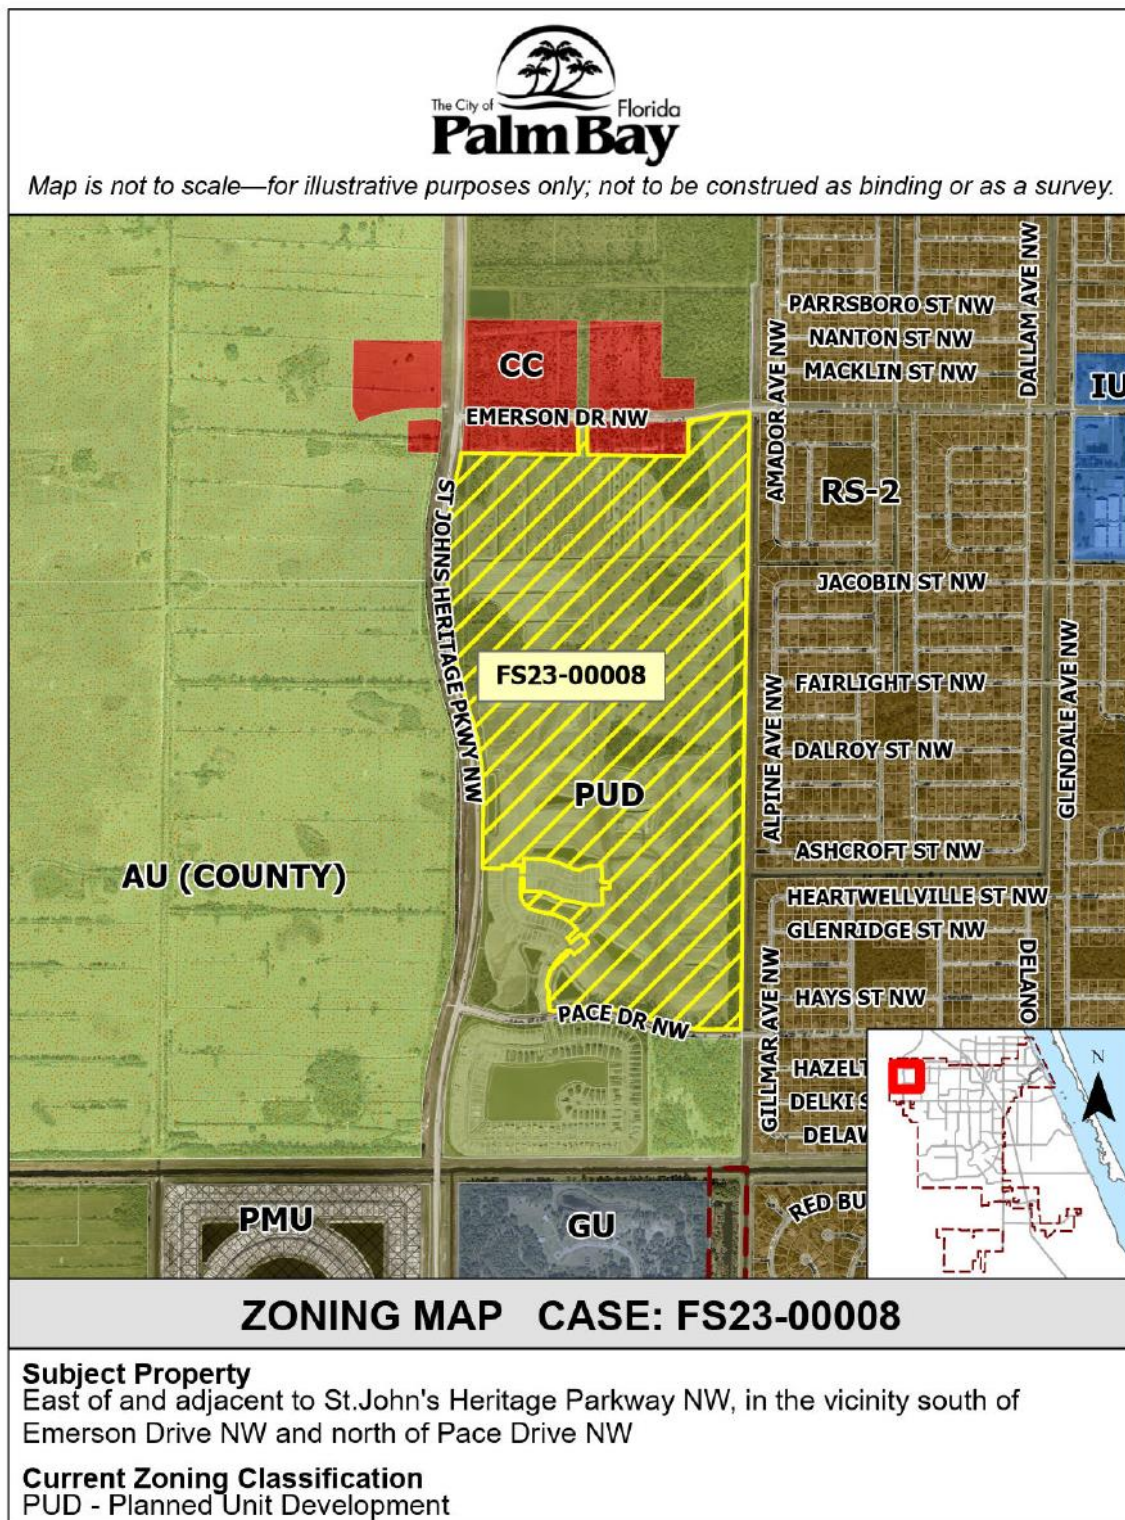 The City of Florida
Palm Bay
Map is not to scale—for illustrative purposes only; not to be construed as binding or as a survey.
PARRSBORO ST NW
NANTON ST NW
MACKLIN ST NW
DALLAM AVE NW
AMADOR AVE NW
CC
IU
EMERSON DR NW
RS-2
ST JOHNS HERITAGE PKWY NW
JACOBIN ST NW
FS23-00008
FAIRLIGHT ST NW
GLENDALE AVE NW
ALPINE AVE NW
DALROY ST NW
PUD
ASHCROFT ST NW
AU (COUNTY)
HEARTWELLVILLE ST NW
GLENRIDGE ST NW
DELANO
GILLMAR AVE NW
HAYS ST NW
PACE DR NW
HAZELT
DELKI S
DELAW
N
RED BU
PMU
GU
ZONING MAP CASE: FS23-00008
Subject Property
East of and adjacent to St.John's Heritage Parkway NW, in the vicinity south of
Emerson Drive NW and north of Pace Drive NW
Current Zoning Classification
PUD - Planned Unit Development